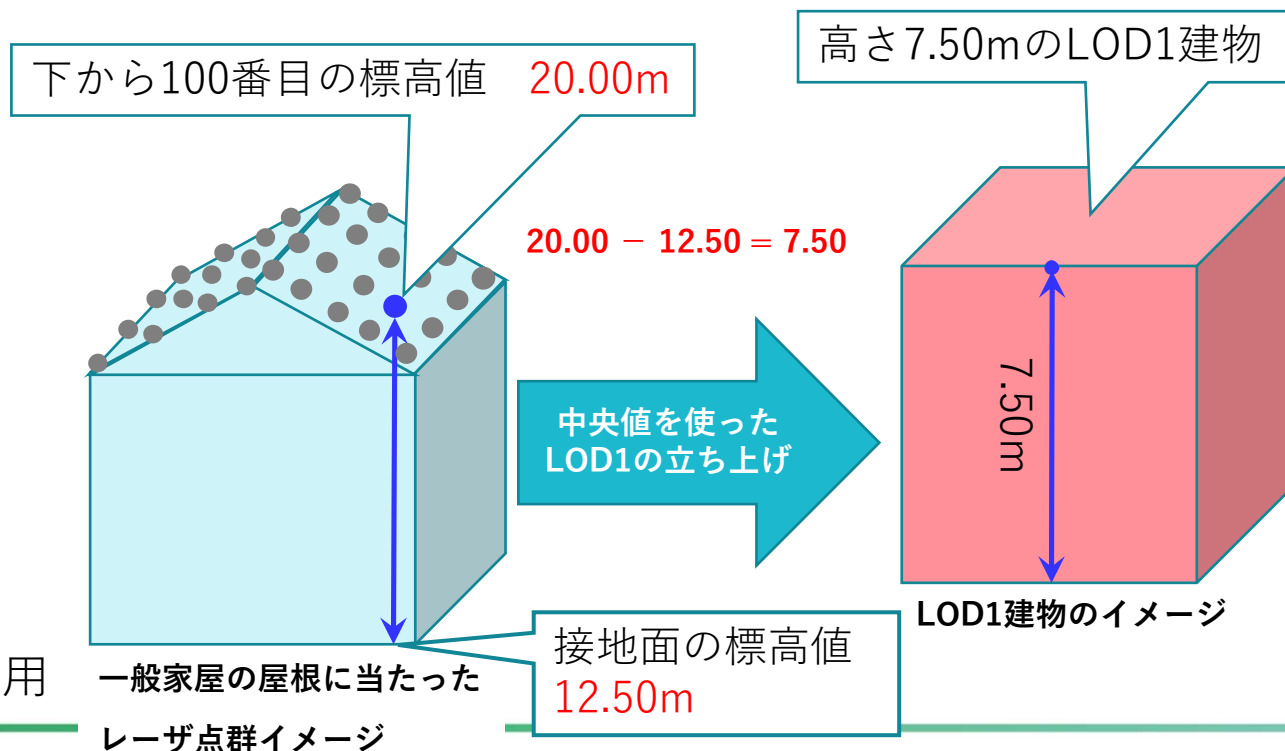 下から100番目の標高値　20.00m
高さ7.50mのLOD1建物
20.00 － 12.50 = 7.50
中央値を使った
LOD1の立ち上げ
7.50m
LOD1建物のイメージ
接地面の標高値
12.50m
用
一般家屋の屋根に当たった
レーザ点群イメージ